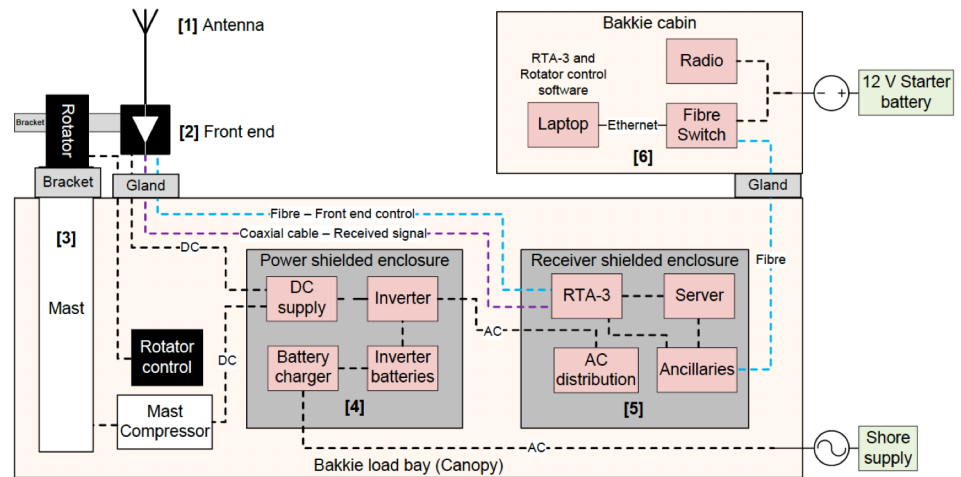 [1] Antenna
Bakkie cabin
RTA-3 and
Rotator control
software
Radio
12 V Starter
battery
Laptop
Ethernet
Fibre
Switch
[6]
Bracket
Rotator
[2] Front end
Bracket
Gland
Gland
Fibre – Front end control
Coaxial cable – Received signal
[3]
DC
Fibre
Power shielded enclosure
Receiver shielded enclosure
DC
supply
Inverter
RTA-3
Server
Mast
AC
Rotator
control
DC
Battery
charger
Inverter
batteries
AC
distribution
Ancillaries
[4]
[5]
Mast
Compressor
AC
Shore
supply
Bakkie load bay (Canopy)